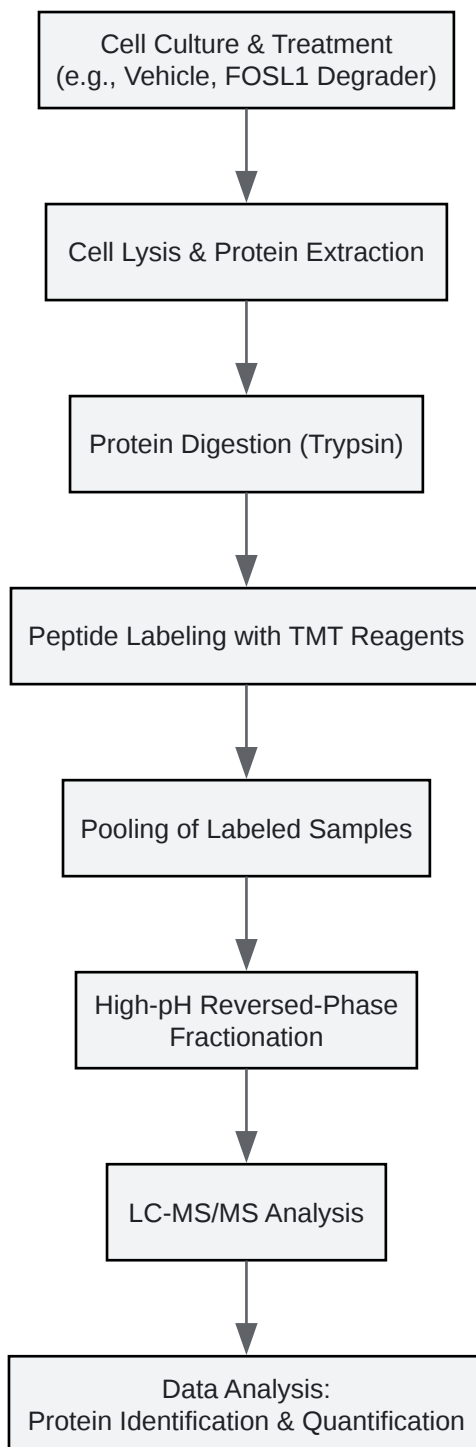 Cell Culture & Treatment
(e.g., Vehicle, FOSL1 Degrader)
Cell Lysis & Protein Extraction
Protein Digestion (Trypsin)
Peptide Labeling with TMT Reagents
Pooling of Labeled Samples
High-pH Reversed-Phase
Fractionation
LC-MS/MS Analysis
Data Analysis:
Protein Identification & Quantification